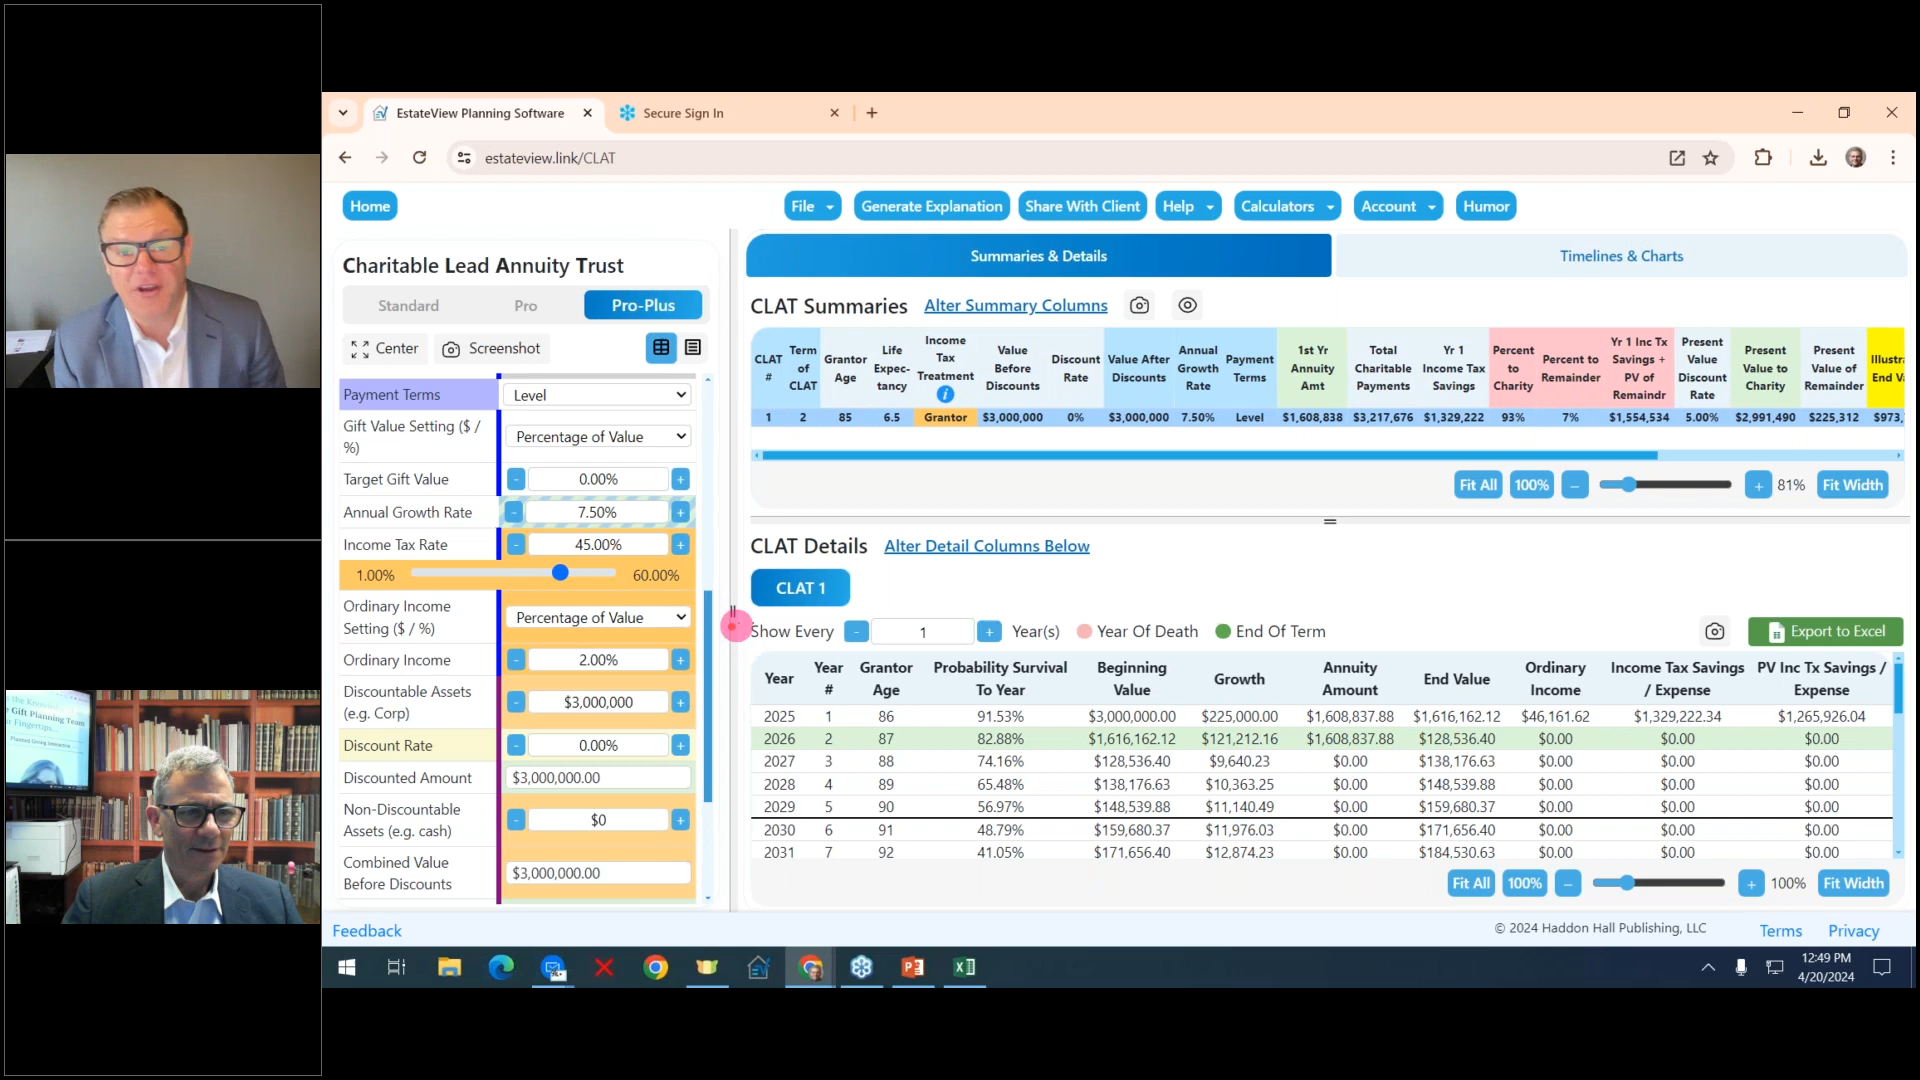 EstateView Planning Software
Secure Sign In
estateview.link/CLAT
Home
File
Generate Explanation
Share With Client
Help
Calculators
Account
Humor
Charitable Lead Annuity Trust
Standard Pro Pro-Plus
Center Screenshot
Payment Terms Level
Gift Value Setting ($ / %) Percentage of Value
Target Gift Value - 0.00% +
Annual Growth Rate - 7.50% +
Income Tax Rate - 45.00% +
1.00% 60.00%
Ordinary Income Setting ($ / %) Percentage of Value
Ordinary Income - 2.00% +
Discountable Assets (e.g. Corp) - $3,000,000 +
Discount Rate - 0.00% +
Discounted Amount $3,000,000.00
Non-Discountable Assets (e.g. cash) - $0 +
Combined Value Before Discounts $3,000,000.00
Feedback
Summaries & Details
Timelines & Charts
CLAT Summaries Alter Summary Columns
CLAT # Term of CLAT Grantor Age Life Expec-tancy Income Tax Treatment Value Before Discounts Discount Rate Value After Discounts Annual Growth Rate Payment Terms 1st Yr Annuity Amt Total Charitable Payments Yr 1 Income Tax Savings Percent to Charity Percent to Remainder Yr 1 Inc Tx Savings + PV of Remaindr Present Value Discount Rate Present Value to Charity Present Value of Remainder
1 2 85 6.5 Grantor $3,000,000 0% $3,000,000 7.50% Level $1,608,838 $3,217,676 $1,329,222 93% 7% $1,554,534 5.00% $2,991,490 $225,312 $973,
Fit All 100% - + 81% Fit Width
CLAT Details Alter Detail Columns Below
CLAT 1
Show Every - 1 + Year(s) Year Of Death End Of Term
Export to Excel
Year Year # Grantor Age Probability Survival To Year Beginning Value Growth Annuity Amount End Value Ordinary Income Income Tax Savings / Expense PV Inc Tx Savings / Expense
2025 1 86 91.53% $3,000,000.00 $225,000.00 $1,608,837.88 $1,616,162.12 $46,161.62 $1,329,222.34 $1,265,926.04
2026 2 87 82.88% $1,616,162.12 $121,212.16 $1,608,837.88 $128,536.40 $0.00 $0.00 $0.00
2027 3 88 74.16% $128,536.40 $9,640.23 $0.00 $138,176.63 $0.00 $0.00 $0.00
2028 4 89 65.48% $138,176.63 $10,363.25 $0.00 $148,539.88 $0.00 $0.00 $0.00
2029 5 90 56.97% $148,539.88 $11,140.49 $0.00 $159,680.37 $0.00 $0.00 $0.00
2030 6 91 48.79% $159,680.37 $11,976.03 $0.00 $171,656.40 $0.00 $0.00 $0.00
2031 7 92 41.05% $171,656.40 $12,874.23 $0.00 $184,530.63 $0.00 $0.00 $0.00
Fit All 100% - + 100% Fit Width
© 2024 Haddon Hall Publishing, LLC
Terms Privacy
12:49 PM
4/20/2024
Gift Planning Team